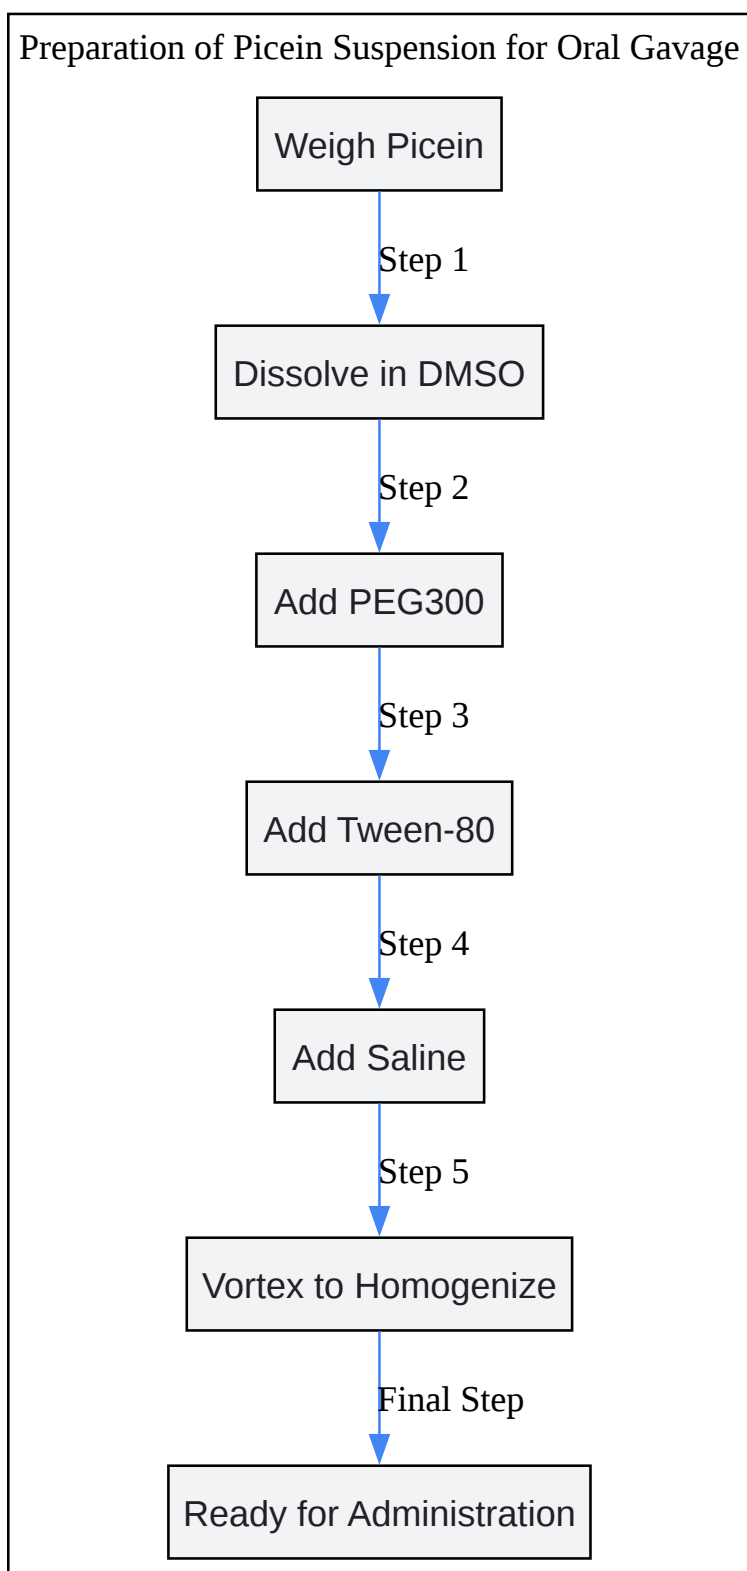 Preparation of Picein Suspension for Oral Gavage
Weigh Picein
Step 1
Dissolve in DMSO
Step 2
Add PEG300
Step 3
Add Tween-80
Step 4
Add Saline
Step 5
Vortex to Homogenize
Final Step
Ready for Administration